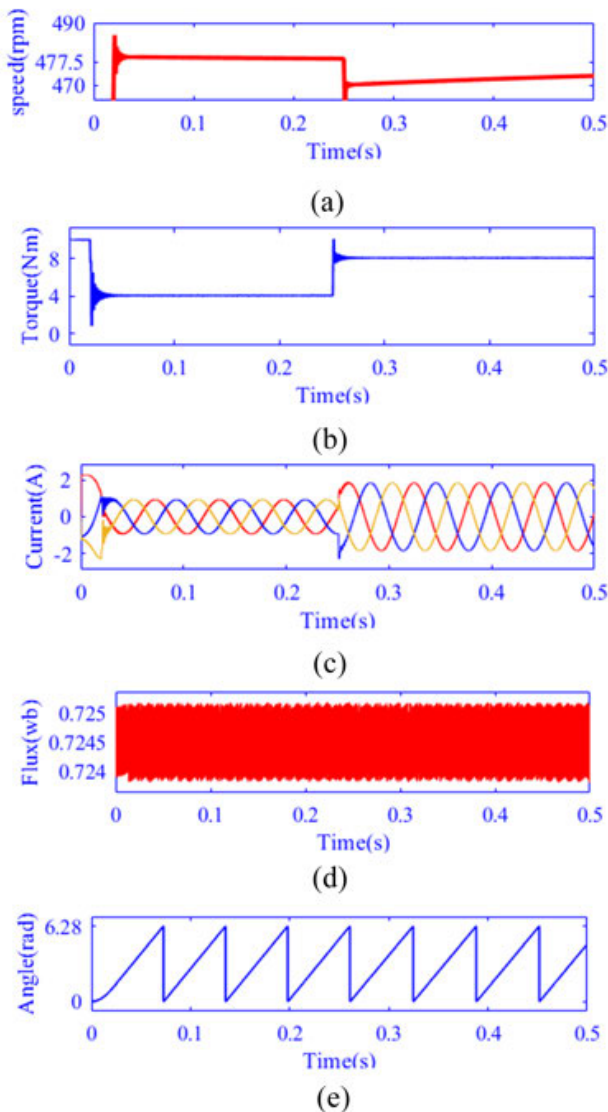 490
477.5
470
speed(rpm)
0 0.1 0.2 0.3 0.4 0.5
Time(s)
(a)
8
4
0
Torque(Nm)
0 0.1 0.2 0.3 0.4 0.5
Time(s)
(b)
2
0
-2
Current(A)
0 0.1 0.2 0.3 0.4 0.5
Time(s)
(c)
0.725
0.7245
0.724
Flux(wb)
0 0.1 0.2 0.3 0.4 0.5
Time(s)
(d)
6.28
0
Angle(rad)
0 0.1 0.2 0.3 0.4 0.5
Time(s)
(e)